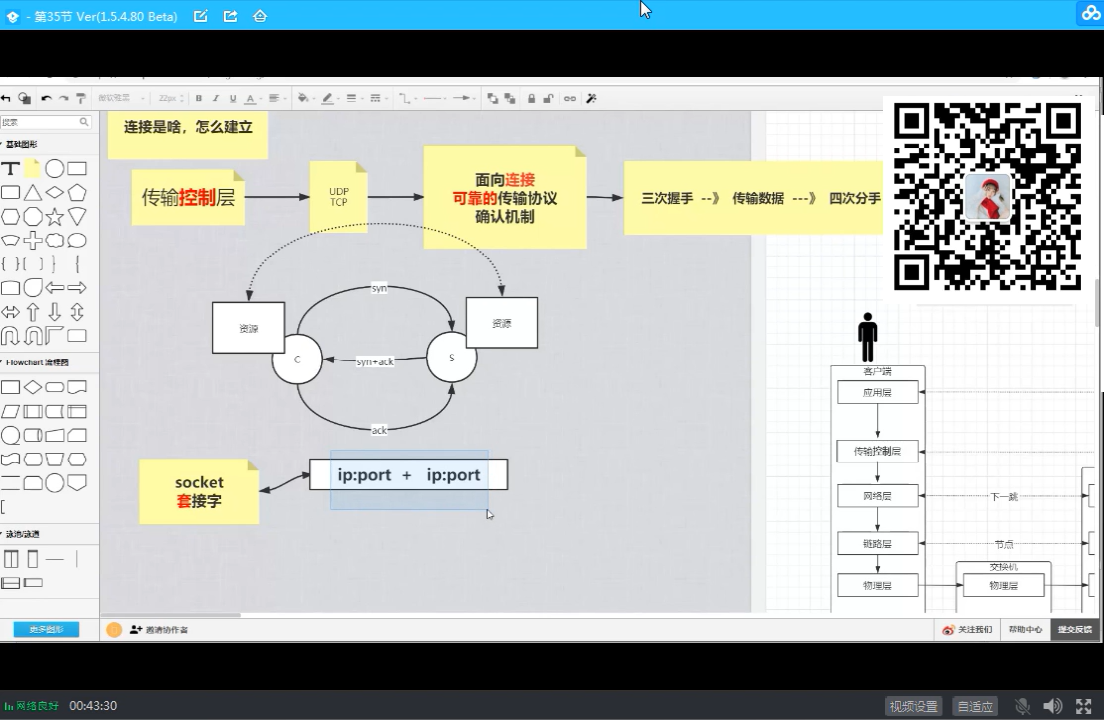 - 第35节 Ver(1.5.4.80 Beta)
22px
B I U A
搜索
基础图形
T
Flowchart 流程图
泳池/泳道
更多图形
连接是啥，怎么建立
传输控制层
UDP
TCP
面向连接
可靠的传输协议
确认机制
三次握手 --》 传输数据 ---》 四次分手
syn
资源
资源
C
syn+ack
S
ack
socket
套接字
ip:port + ip:port
客户端
应用层
传输控制层
网络层
下一跳
链路层
节点
交换机
物理层
物理层
邀请协作者
关注我们
帮助中心
提交反馈
网络良好
00:43:30
视频设置
自适应